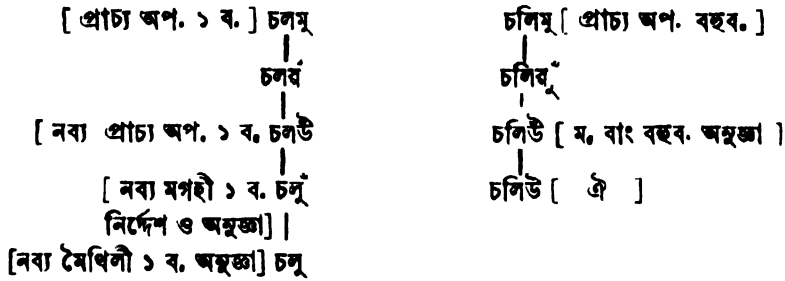 [ প্রাচ্য অপ. ১ ব. ] চলমু চলিমু [ প্রাচ্য অপ. বহুব. ]
চলবঁ চলিবুঁ
[ নব্য প্রাচ্য অপ. ১ ব. চলউঁ চলিউঁ [ ম. বাং বহুব. অনুজ্ঞা ]
[ নব্য মগহী ১ ব. চলূঁ চলিউ [ ঐ ]
নির্দ্দেশ ও অনুজ্ঞা]
[নব্য মৈথিলী ১ ব. অনুজ্ঞা] চলু